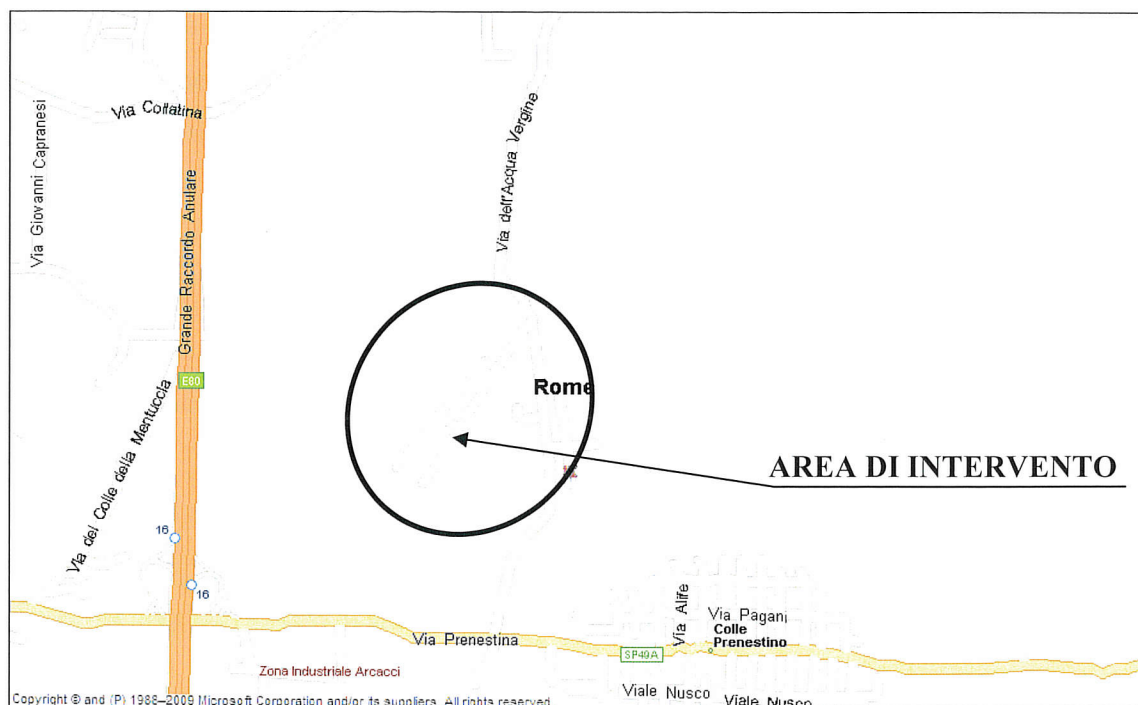 Via Collatina
Via Giovanni Capranesi
Grande Raccordo Anulare
Via dell'Acqua Vergine
E80
Rome
Via del Colle della Mentuccia
AREA DI INTERVENTO
16
16
Via Prenestina
SP49A
Via Alife
Via Pagani
Colle
Prenestino
Zona Industriale Arcacci
Viale Nusco
Viale Nusco
Copyright © and (P) 1988–2009 Microsoft Corporation and/or its suppliers. All rights reserved.